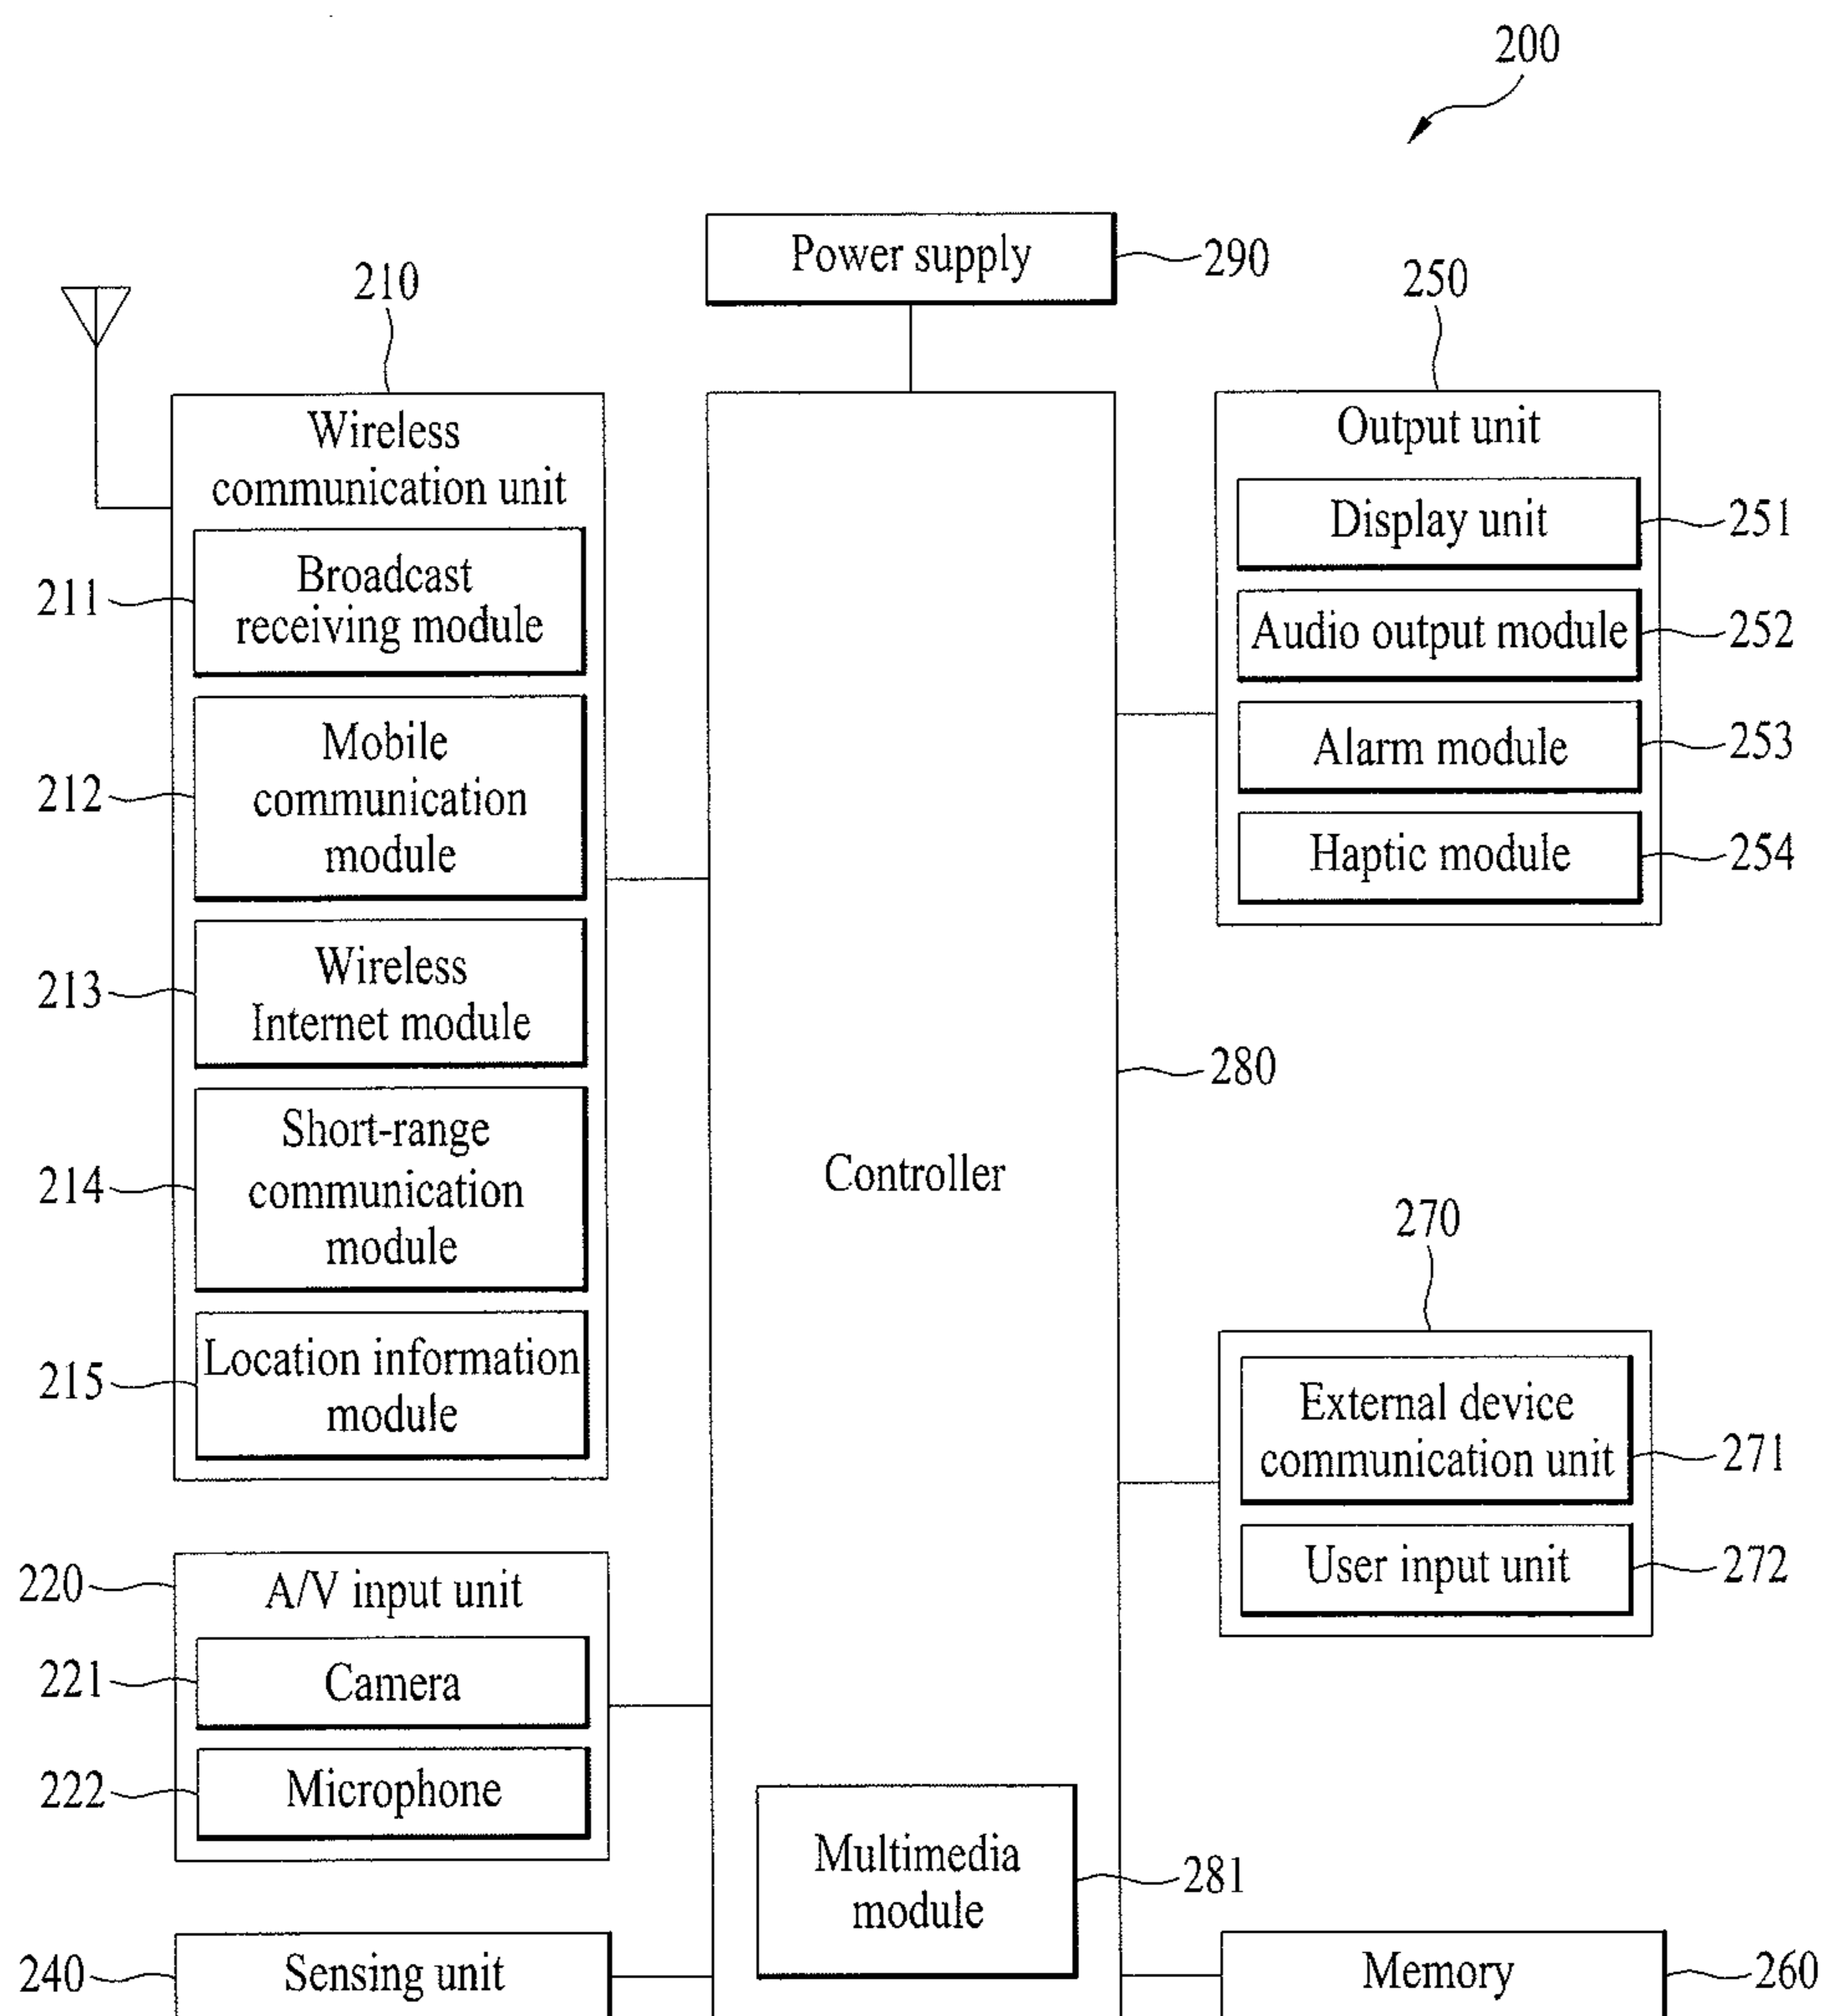 200
Power supply
290
210
250
Wireless
communication unit
Output unit
Display unit
251
Broadcast
receiving module
211
Audio output module
252
Mobile
communication
module
212
Alarm module
253
Haptic module
254
Wireless
Internet module
213
280
Short-range
communication
module
214
Controller
270
Location information
module
215
External device
communication unit
271
User input unit
272
220
A/V input unit
221
Camera
222
Microphone
Multimedia
module
281
240
Sensing unit
Memory
260